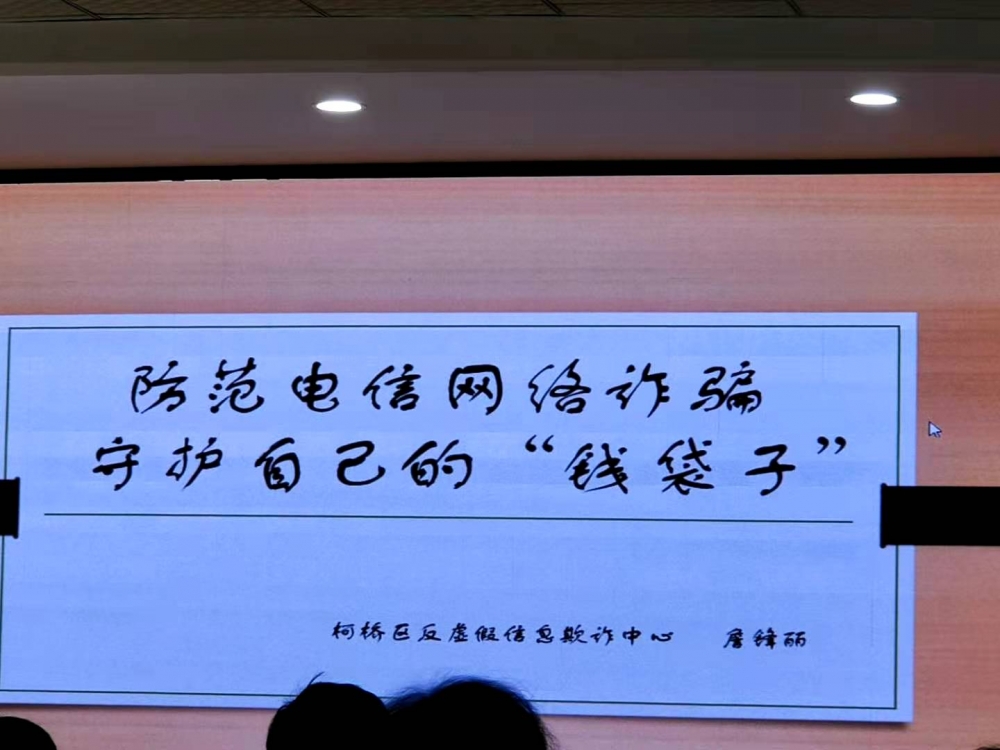 防范电信网络诈骗
守护自己的“钱袋子”
柯桥区反虚假信息欺诈中心 詹锋丽